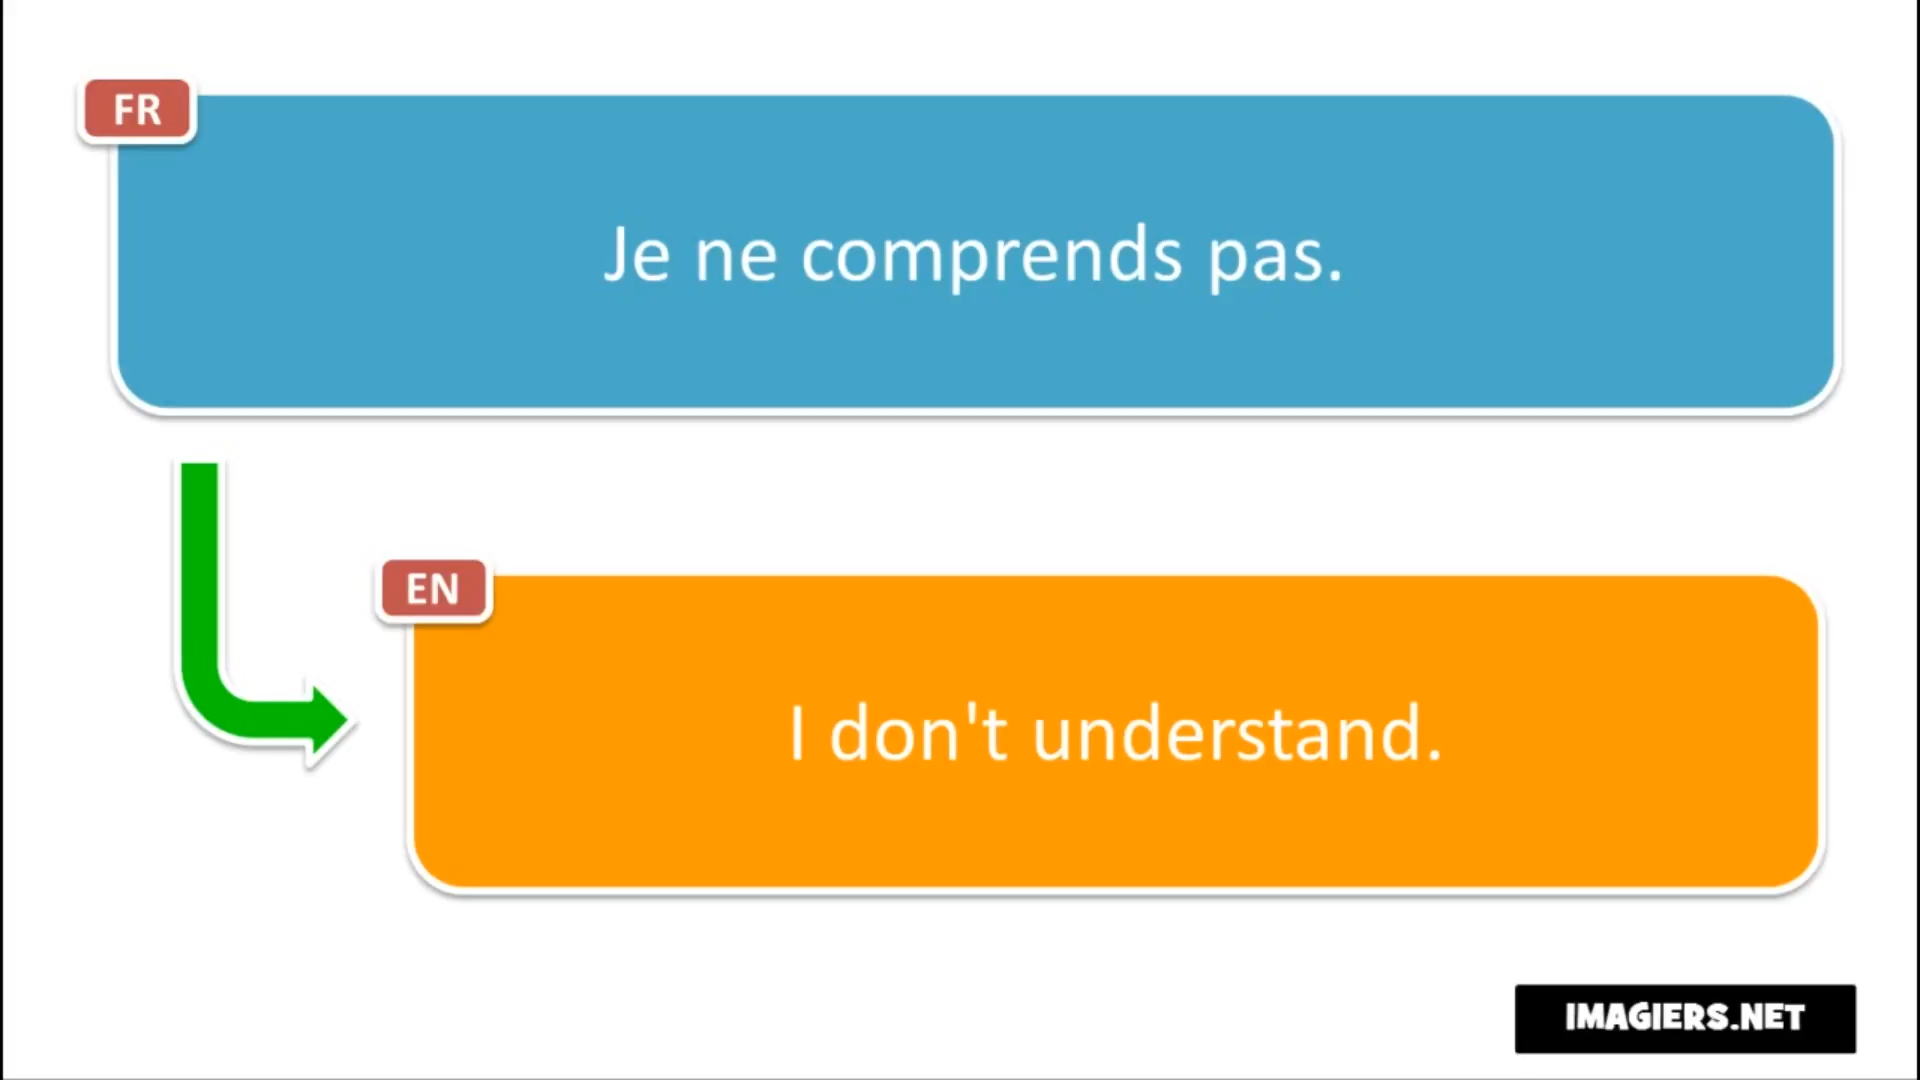 FR
Je ne comprends pas.
EN
I don't understand.
IMAGIERS.NET